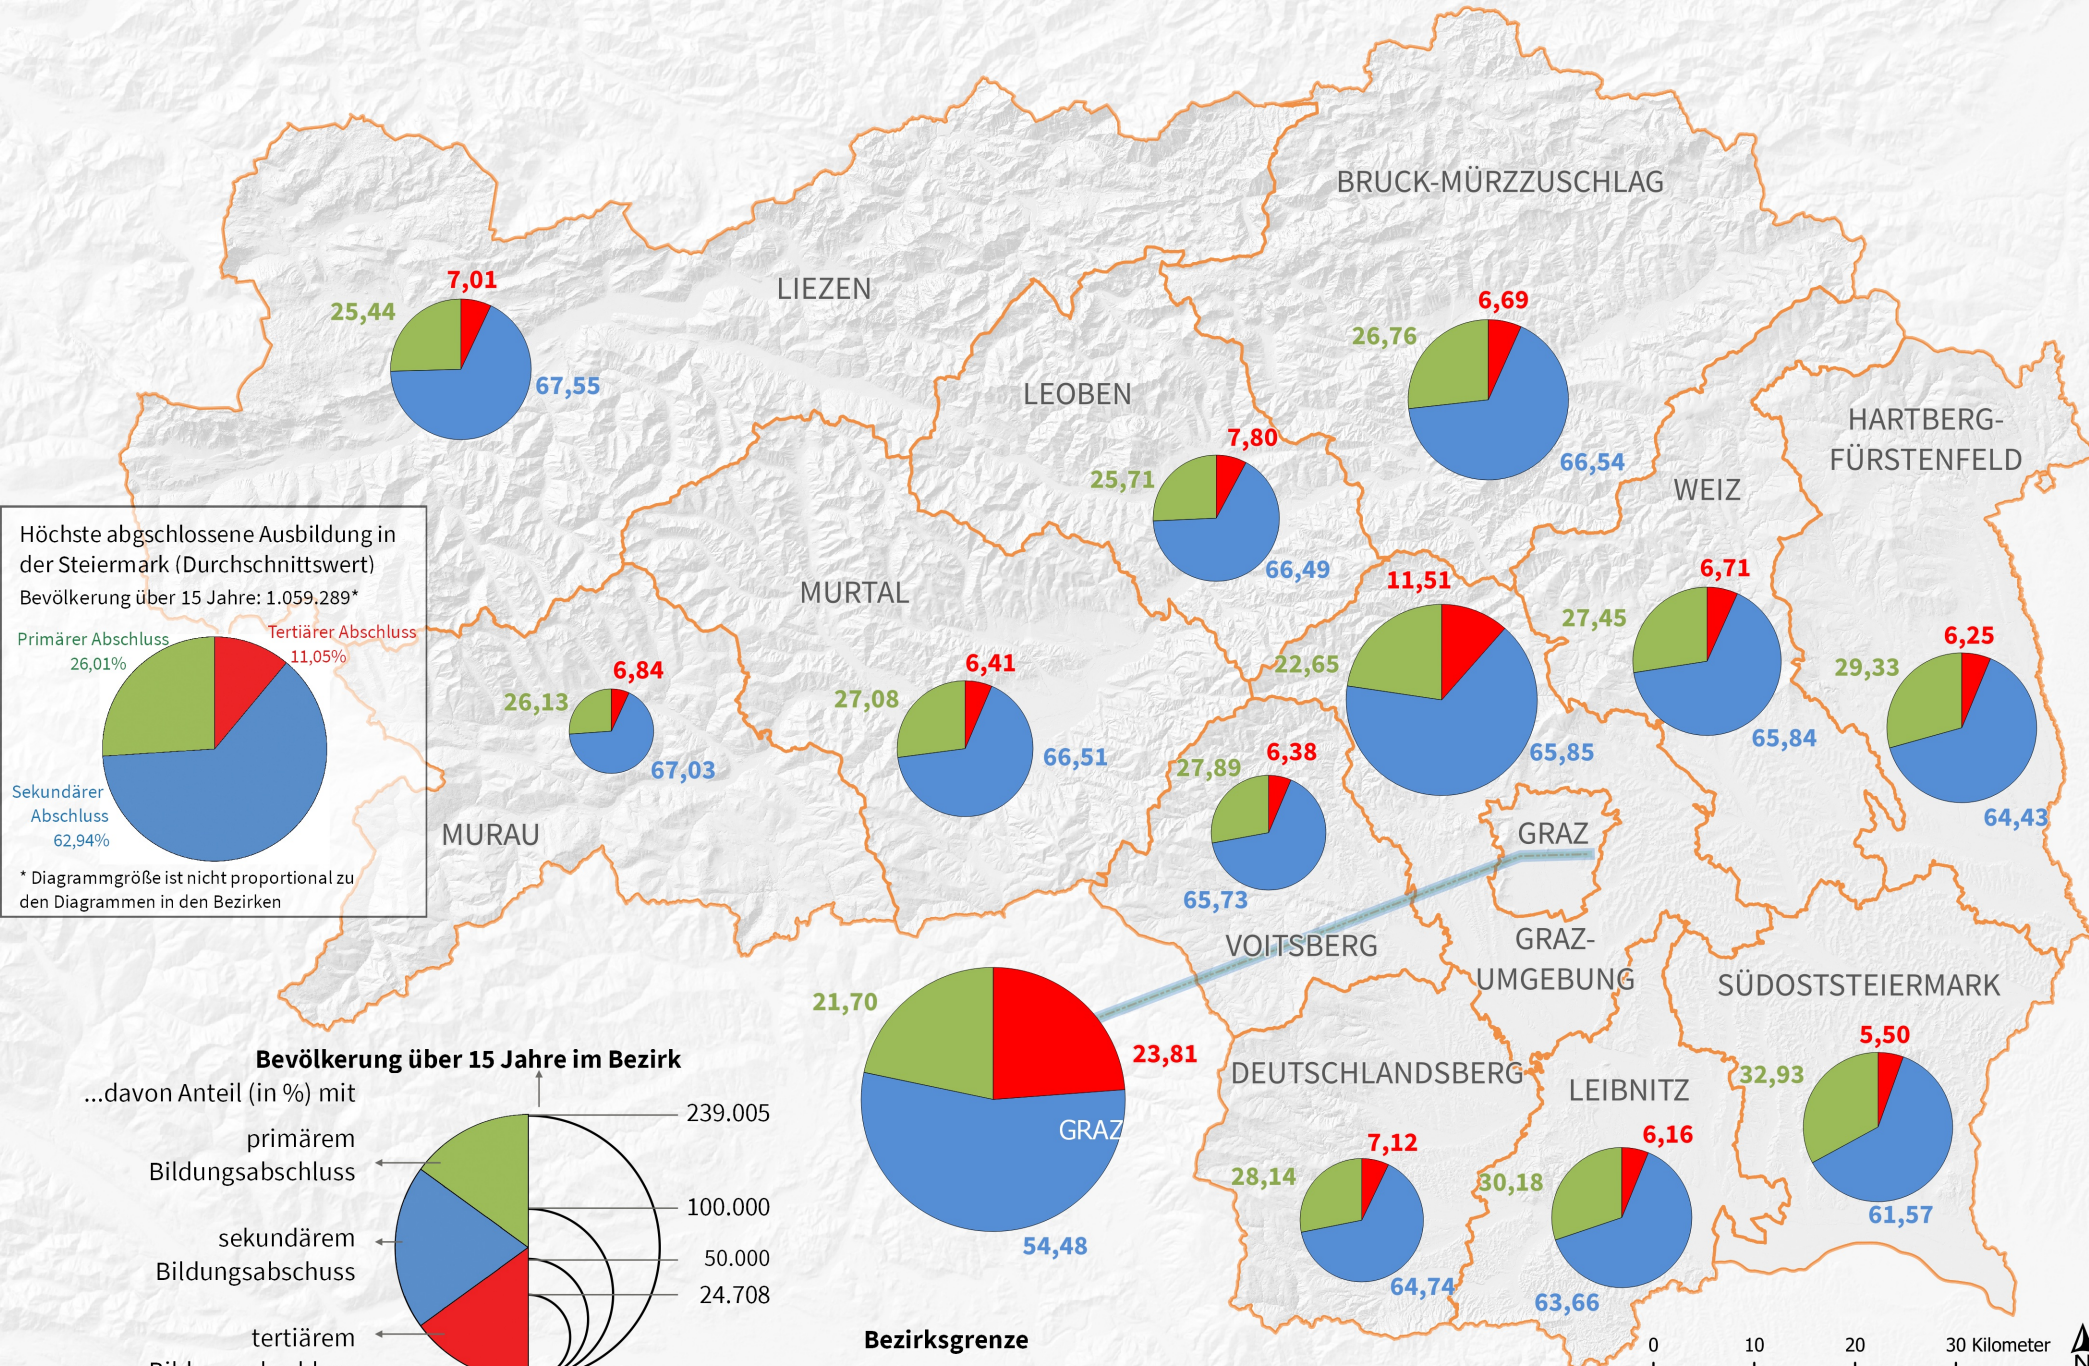 BRUCK-MÜRZZUSCHLAG
7,01
25,44
67,55
LIEZEN
6,69
26,76
66,54
LEOBEN
7,80
25,71
66,49
HARTBERG-
FÜRSTENFELD
WEIZ
Höchste abgschlossene Ausbildung in
der Steiermark (Durchschnittswert)
Bevölkerung über 15 Jahre: 1.059.289*
Primärer Abschluss
26,01%
Tertiärer Abschluss
11,05%
Sekundärer
Abschluss
62,94%
* Diagrammgröße ist nicht proportional zu
den Diagrammen in den Bezirken
MURTAL
11,51
22,65
65,85
6,71
27,45
65,84
6,25
29,33
64,43
6,84
26,13
67,03
6,41
27,08
66,51
6,38
27,89
65,73
MURAU
GRAZ
VOITSBERG
GRAZ-
UMGEBUNG
SÜDOSTSTEIERMARK
21,70
23,81
GRAZ
54,48
DEUTSCHLANDSBERG
LEIBNITZ
5,50
32,93
61,57
7,12
28,14
64,74
6,16
30,18
63,66
Bevölkerung über 15 Jahre im Bezirk
...davon Anteil (in %) mit
primärem
Bildungsabschluss
sekundärem
Bildungsabschuss
tertiärem
239.005
100.000
50.000
24.708
Bezirksgrenze
0 10 20 30 Kilometer